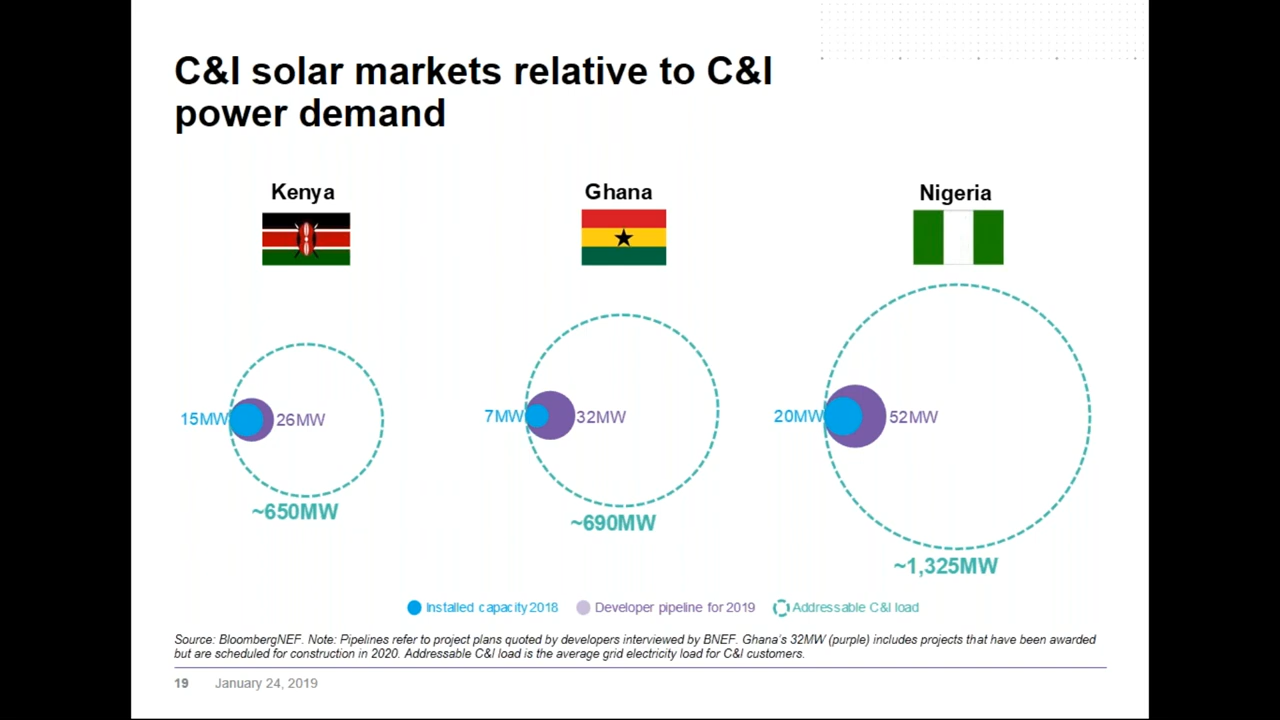 C&I solar markets relative to C&I
power demand
Kenya
Ghana
Nigeria
15MW
26MW
~650MW
7MW
32MW
~690MW
20MW
52MW
~1,325MW
Installed capacity 2018
Developer pipeline for 2019
Addressable C&I load
Source: BloombergNEF. Note: Pipelines refer to project plans quoted by developers interviewed by BNEF. Ghana's 32MW (purple) includes projects that have been awarded
but are scheduled for construction in 2020. Addressable C&I load is the average grid electricity load for C&I customers.
19 January 24, 2019